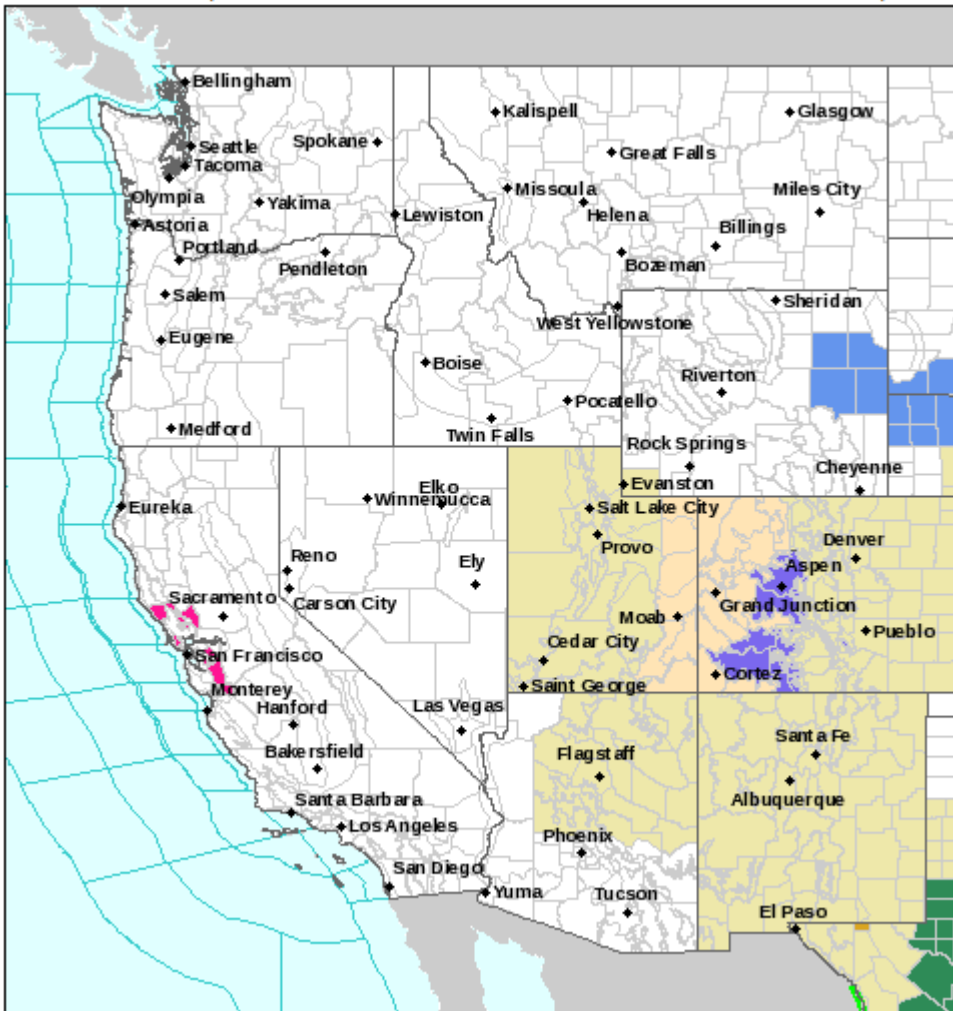 Bellingham
Kalispell
Glasgow
Seattle
Spokane
Great Falls
Tacoma
Missoula
Miles City
Olympia
Yakima
Lewiston
Helena
Astoria
Billings
Portland
Pendleton
Bozeman
Salem
Sheridan
West Yellowstone
Eugene
Boise
Riverton
Pocatello
Medford
Twin Falls
Rock Springs
Cheyenne
Evanston
Elko
Winnemucca
Eureka
Salt Lake City
Provo
Denver
Reno
Ely
Aspen
Sacramento
Carson City
Grand Junction
Moab
Pueblo
Cedar City
San Francisco
Cortez
Saint George
Monterey
Hanford
Las Vegas
Santa Fe
Bakersfield
Flagstaff
Albuquerque
Santa Barbara
Los Angeles
Phoenix
San Diego
Yuma
Tucson
El Paso